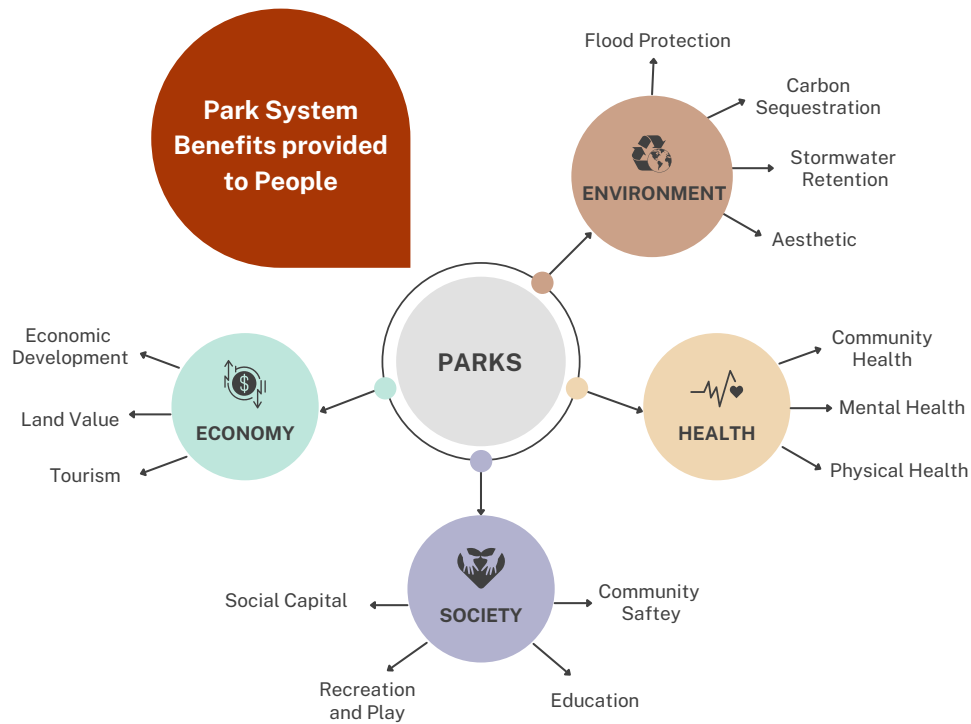 Park System
Benefits provided
to People
Flood Protection
Carbon
Sequestration
Stormwater
Retention
Aesthetic
ENVIRONMENT
PARKS
Economic
Development
Land Value
Tourism
$
ECONOMY
Community
Health
Mental Health
Physical Health
HEALTH
SOCIETY
Social Capital
Recreation
and Play
Education
Community
Saftey